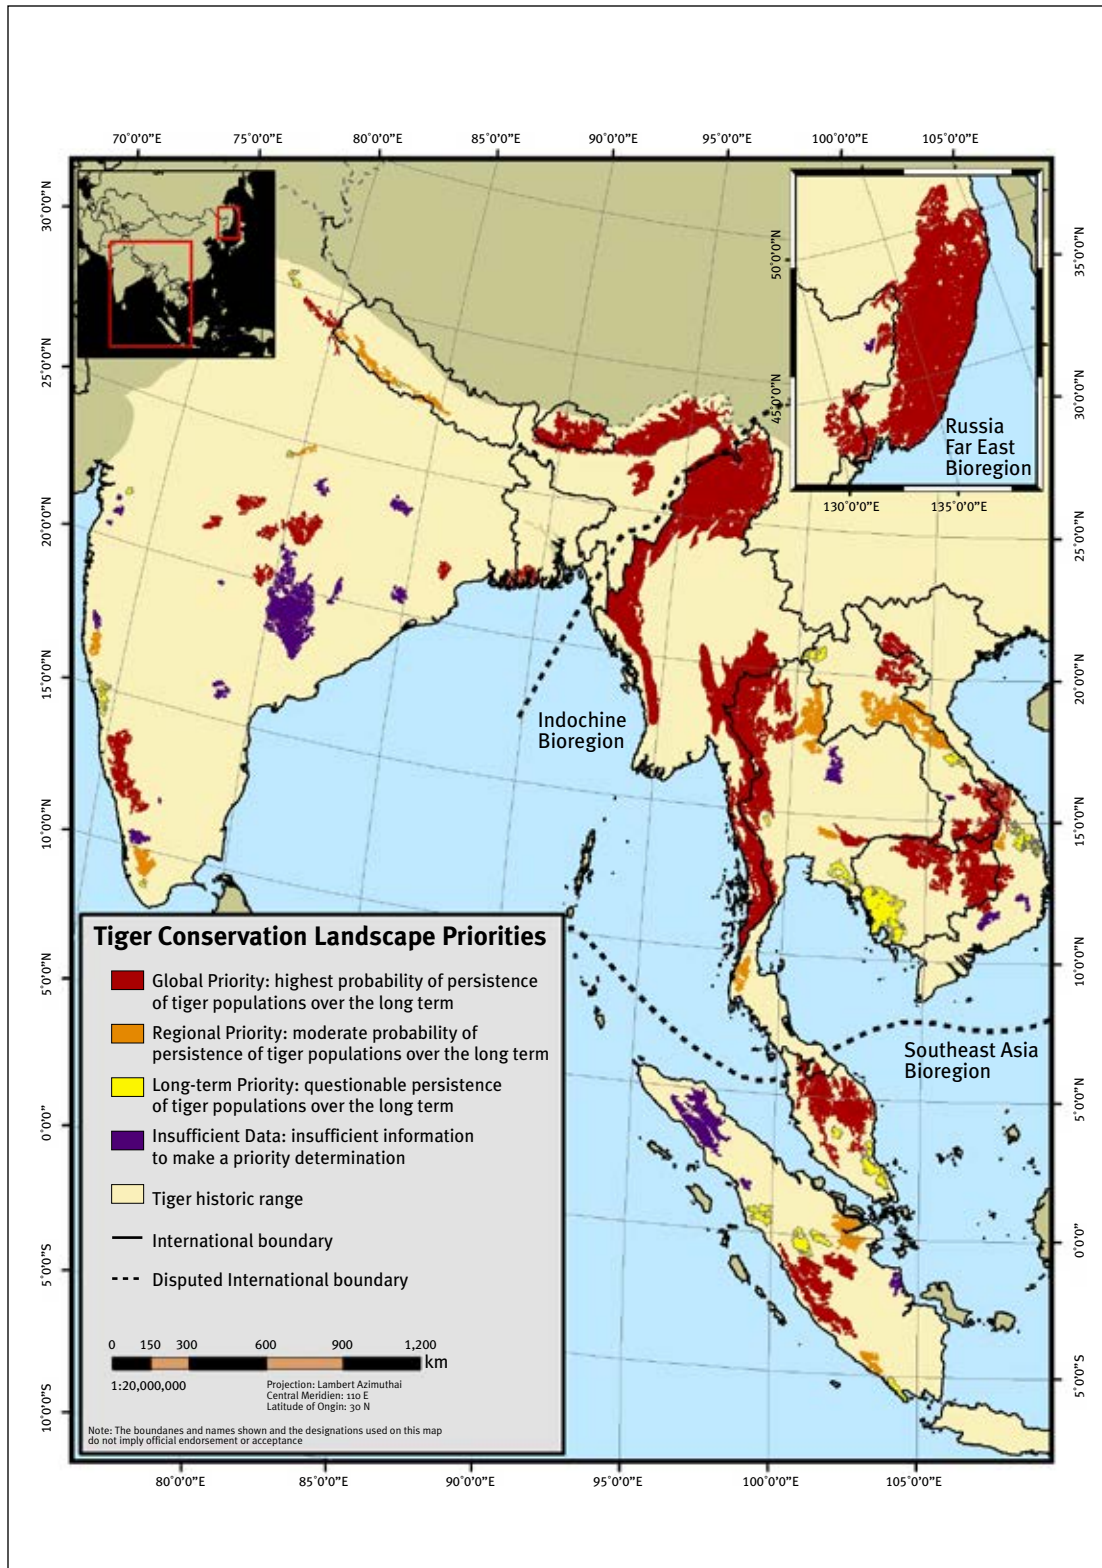 70°0'0"E
75°0'0"E
80°0'0"E
85°0'0"E
90°0'0"E
95°0'0"E
100°0'0"E
105°0'0"E
30°0'0"N
25°0'0"N
20°0'0"N
15°0'0"N
10°0'0"N
5°0'0"N
0°0'0"
5°0'0"S
10°0'0"S
35°0'0"N
30°0'0"N
25°0'0"N
20°0'0"N
15°0'0"N
10°0'0"N
5°0'0"N
0°0'0"
5°0'0"S
50°0'0"N
45°0'0"N
Russia
Far East
Bioregion
130°0'0"E
135°0'0"E
Indochine
Bioregion
Southeast Asia
Bioregion
Tiger Conservation Landscape Priorities
Global Priority: highest probability of persistence
of tiger populations over the long term
Regional Priority: moderate probability of
persistence of tiger populations over the long term
Long-term Priority: questionable persistence
of tiger populations over the long term
Insufficient Data: insufficient information
to make a priority determination
Tiger historic range
International boundary
Disputed International boundary
0 150 300 600 900 1,200
km
1:20,000,000
Projection: Lambert Azimuthai
Central Meridien: 110 E
Latitude of Origin: 30 N
Note: The boundanes and names shown and the designations used on this map
do not imply official endorsement or acceptance
80°0'0"E
85°0'0"E
90°0'0"E
95°0'0"E
100°0'0"E
105°0'0"E